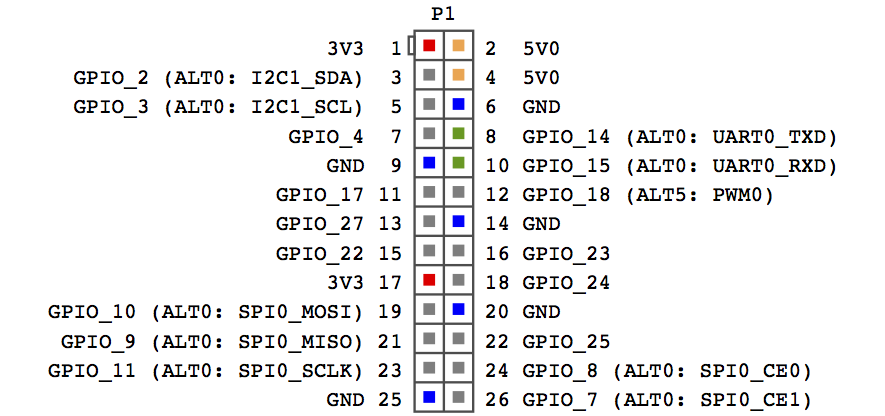 P1
3V3 1 2 5V0
GPIO_2 (ALT0: I2C1_SDA) 3 4 5V0
GPIO_3 (ALT0: I2C1_SCL) 5 6 GND
GPIO_4 7 8 GPIO_14 (ALT0: UART0_TXD)
GND 9 10 GPIO_15 (ALT0: UART0_RXD)
GPIO_17 11 12 GPIO_18 (ALT5: PWM0)
GPIO_27 13 14 GND
GPIO_22 15 16 GPIO_23
3V3 17 18 GPIO_24
GPIO_10 (ALT0: SPI0_MOSI) 19 20 GND
GPIO_9 (ALT0: SPI0_MISO) 21 22 GPIO_25
GPIO_11 (ALT0: SPI0_SCLK) 23 24 GPIO_8 (ALT0: SPI0_CE0)
GND 25 26 GPIO_7 (ALT0: SPI0_CE1)